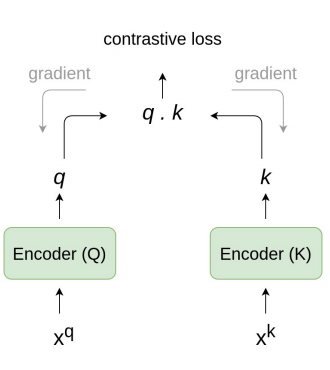 contrastive loss
gradient gradient
q . k
q k
Encoder (Q) Encoder (K)
x^q x^k